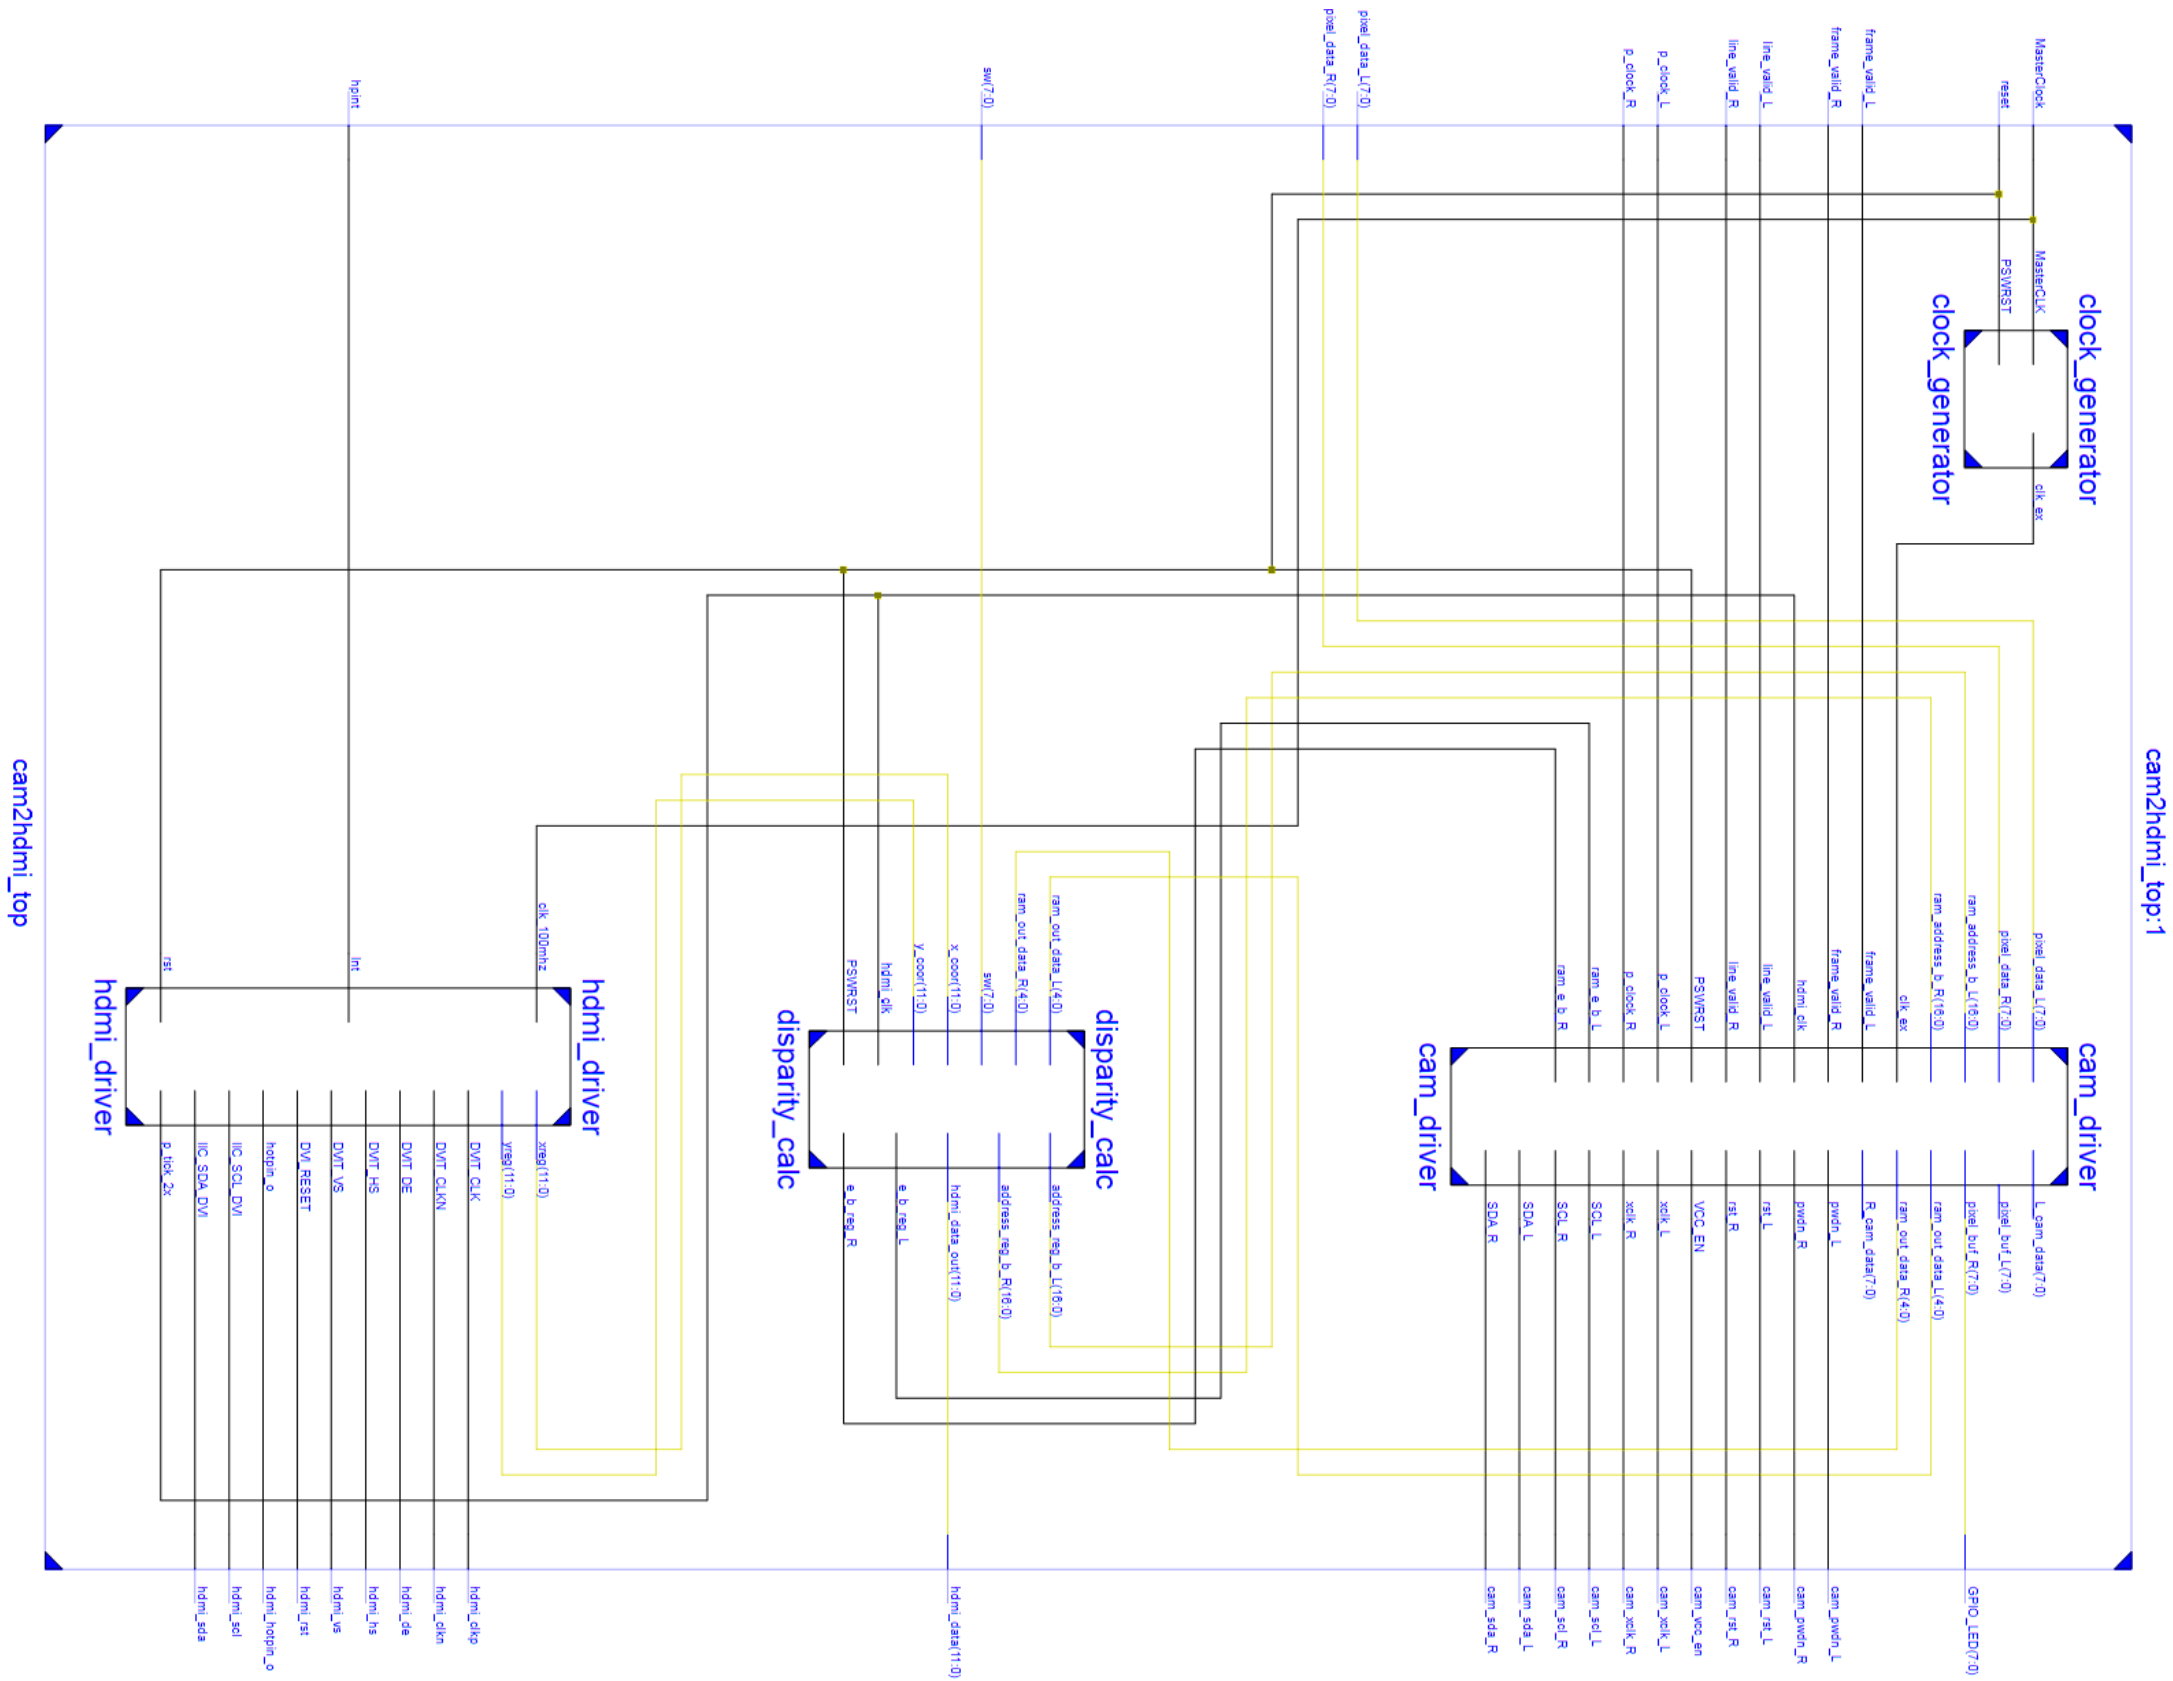 cam2hdmi_top:1
MasterClock
reset
frame_valid_L
frame_valid_R
line_valid_L
line_valid_R
p_clock_L
p_clock_R
pixel_data_L(7:0)
pixel_data_R(7:0)
sw(7:0)
hpint
clock_generator
MasterCLK
PSWRST
clk_ex
clock_generator
cam_driver
pixel_data_L(7:0)
pixel_data_R(7:0)
ram_address_b_L(16:0)
ram_address_b_R(16:0)
clk_ex
frame_valid_L
frame_valid_R
hdmi_clk
line_valid_L
line_valid_R
PSWRST
p_clock_L
p_clock_R
ram_e_b_L
ram_e_b_R
L_cam_data(7:0)
pixel_buf_L(7:0)
pixel_buf_R(7:0)
ram_out_data_L(4:0)
ram_out_data_R(4:0)
R_cam_data(7:0)
pwdn_L
pwdn_R
rst_L
rst_R
VCC_EN
xclk_L
xclk_R
SCL_L
SCL_R
SDA_L
SDA_R
cam_driver
disparity_calc
ram_out_data_L(4:0)
ram_out_data_R(4:0)
sw(7:0)
x_coor(11:0)
y_coor(11:0)
hdmi_clk
PSWRST
address_reg_b_L(16:0)
address_reg_b_R(16:0)
hdmi_data_out(11:0)
e_b_reg_L
e_b_reg_R
disparity_calc
hdmi_driver
clk_100mhz
Int
rst
xreg(11:0)
yreg(11:0)
DVIT_CLK
DVIT_CLKN
DVIT_DE
DVIT_HS
DVIT_VS
DVI_RESET
hotpin_o
IIC_SCL_DVI
IIC_SDA_DVI
p_tick_2x
hdmi_driver
GPIO_LED(7:0)
cam_pwdn_L
cam_pwdn_R
cam_rst_L
cam_rst_R
cam_vcc_en
cam_xclk_L
cam_xclk_R
cam_scl_L
cam_scl_R
cam_sda_L
cam_sda_R
hdmi_data(11:0)
hdmi_clkp
hdmi_clkn
hdmi_de
hdmi_hs
hdmi_vs
hdmi_rst
hdmi_hotpin_o
hdmi_scl
hdmi_sda
cam2hdmi_top